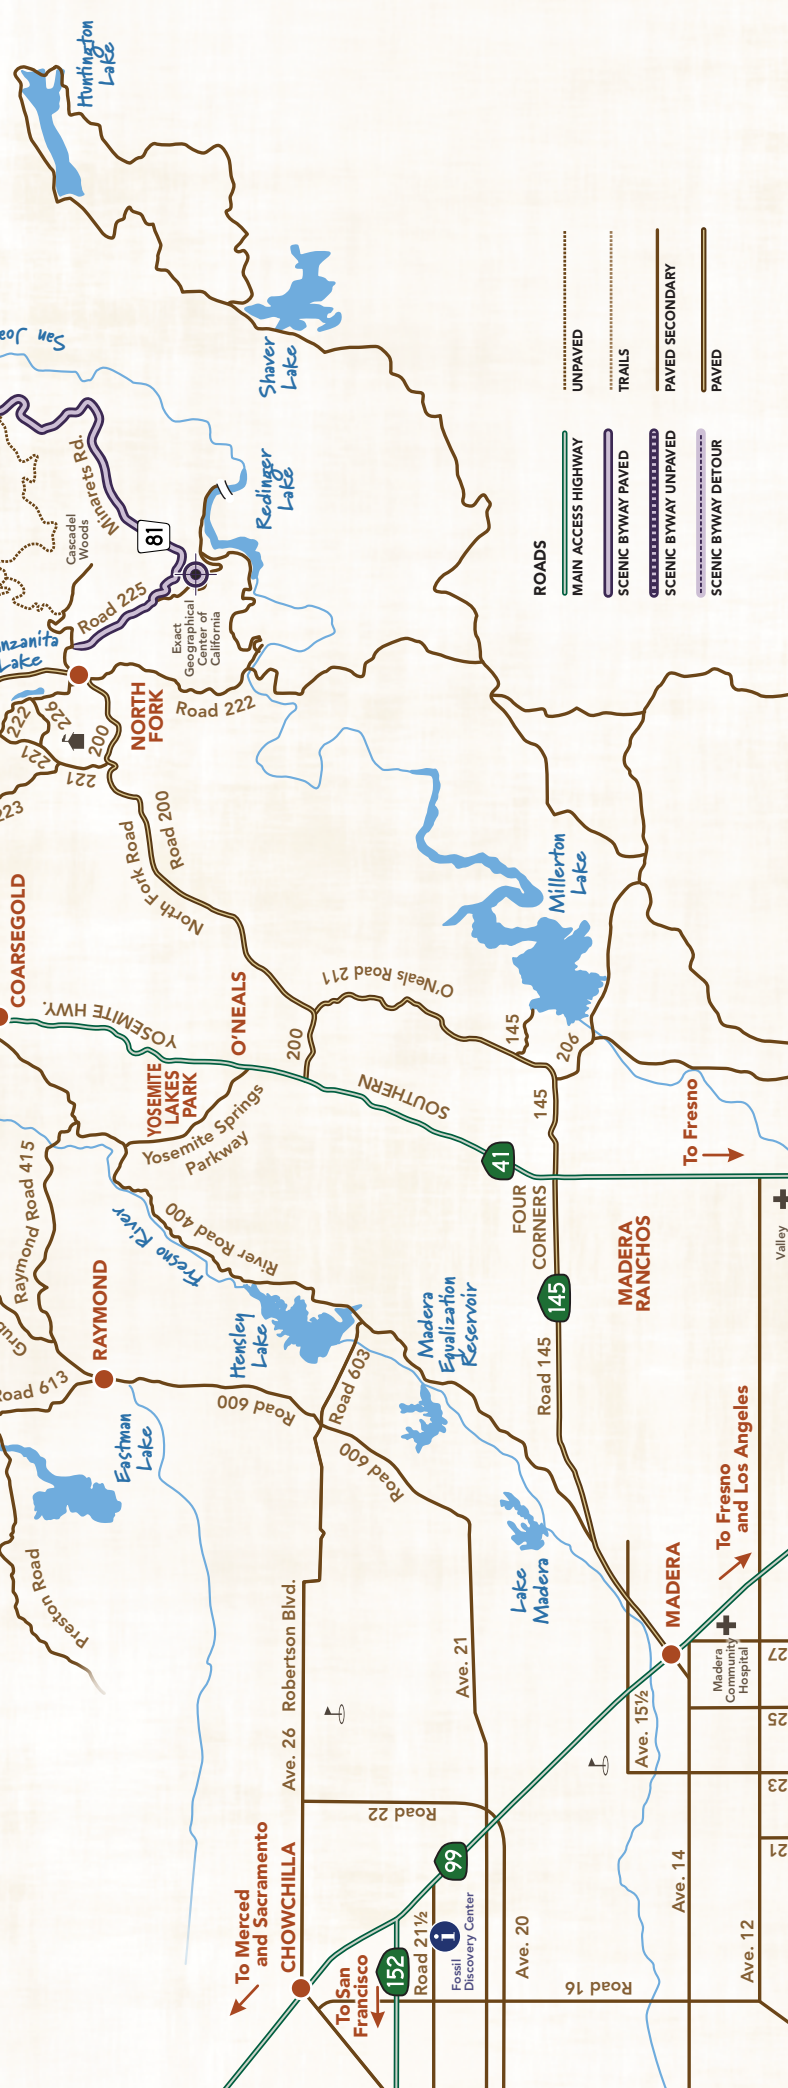 Huntington
Lake
Shaver
Lake
Redinger
Lake
Minarets Rd.
Cascadel
Woods
81
Road 225
Exact
Geographical
Center of
California
Lake
NORTH
FORK
Road 222
222
226
221
221
200
223
Road 200
North Fork Road
COARSEGOLD
YOSEMITE HWY.
O'NEALS
YOSEMITE
LAKES
PARK
200
O'Neals Road 211
Yosemite Springs
Parkway
SOUTHERN
145
206
145
Millerton
Lake
41
FOUR
CORNERS
To Fresno
MADERA
RANCHOS
145
Road 145
Valley
Raymond Road 415
Fresno River
River Road 400
RAYMOND
Hensley
Lake
Madera
Equalization
Reservoir
Road 603
Road 600
Road 600
Road 613
Eastman
Lake
Preston Road
Lake
Madera
To Fresno
and Los Angeles
MADERA
Madera
Community
Hospital
Ave. 26
Robertson Blvd.
Ave. 21
Ave. 15½
27
25
23
21
Road 22
99
Ave. 14
CHOWCHILLA
To Merced
and Sacramento
To San
Francisco
152
Road 21½
Fossil
Discovery Center
Ave. 20
Road 16
Ave. 12
ROADS
MAIN ACCESS HIGHWAY
SCENIC BYWAY PAVED
SCENIC BYWAY UNPAVED
SCENIC BYWAY DETOUR
UNPAVED
TRAILS
PAVED SECONDARY
PAVED